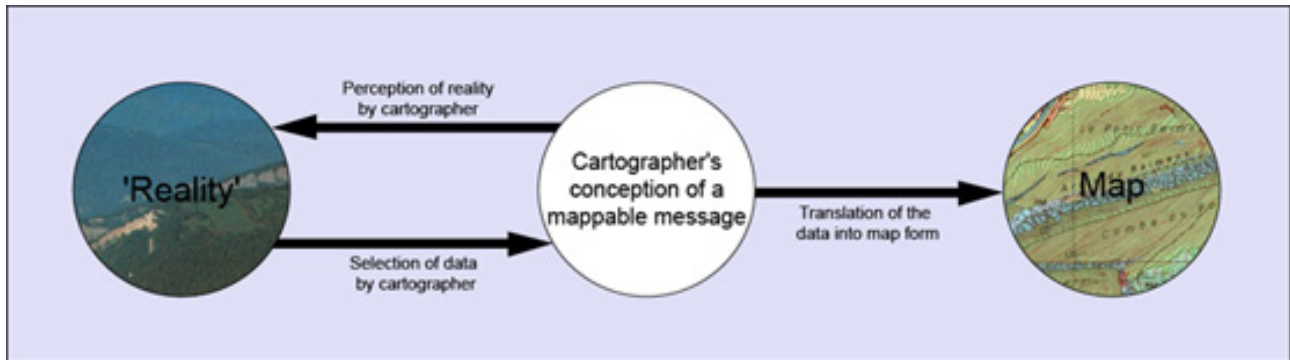 Perception of reality
by cartographer
'Reality'
Selection of data
by cartographer
Cartographer's
conception of a
mappable message
Translation of the
data into map form
Map